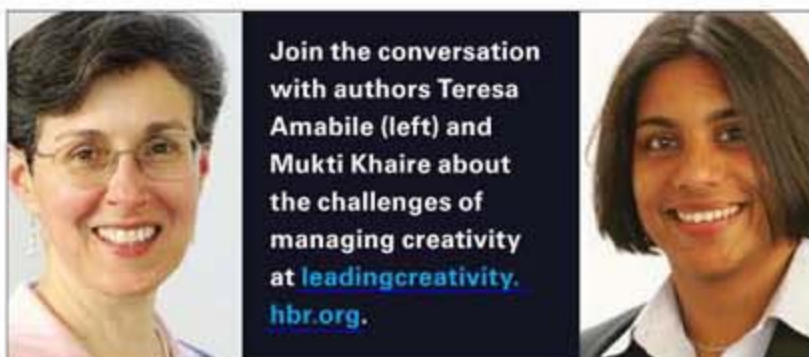 Join the conversation
with authors Teresa
Amabile (left) and
Mukti Khaire about
the challenges of
managing creativity
at leadingcreativity.
hbr.org.